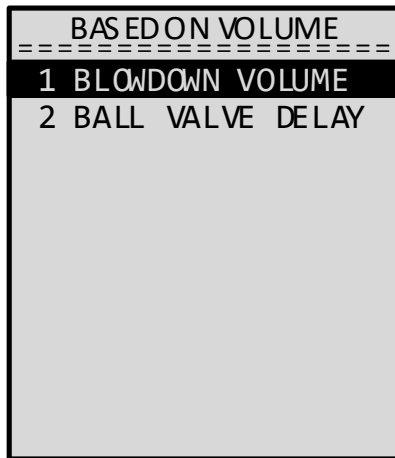 BASED ON VOLUME
===================
1 BLOWDOWN VOLUME
2 BALL VALVE DELAY